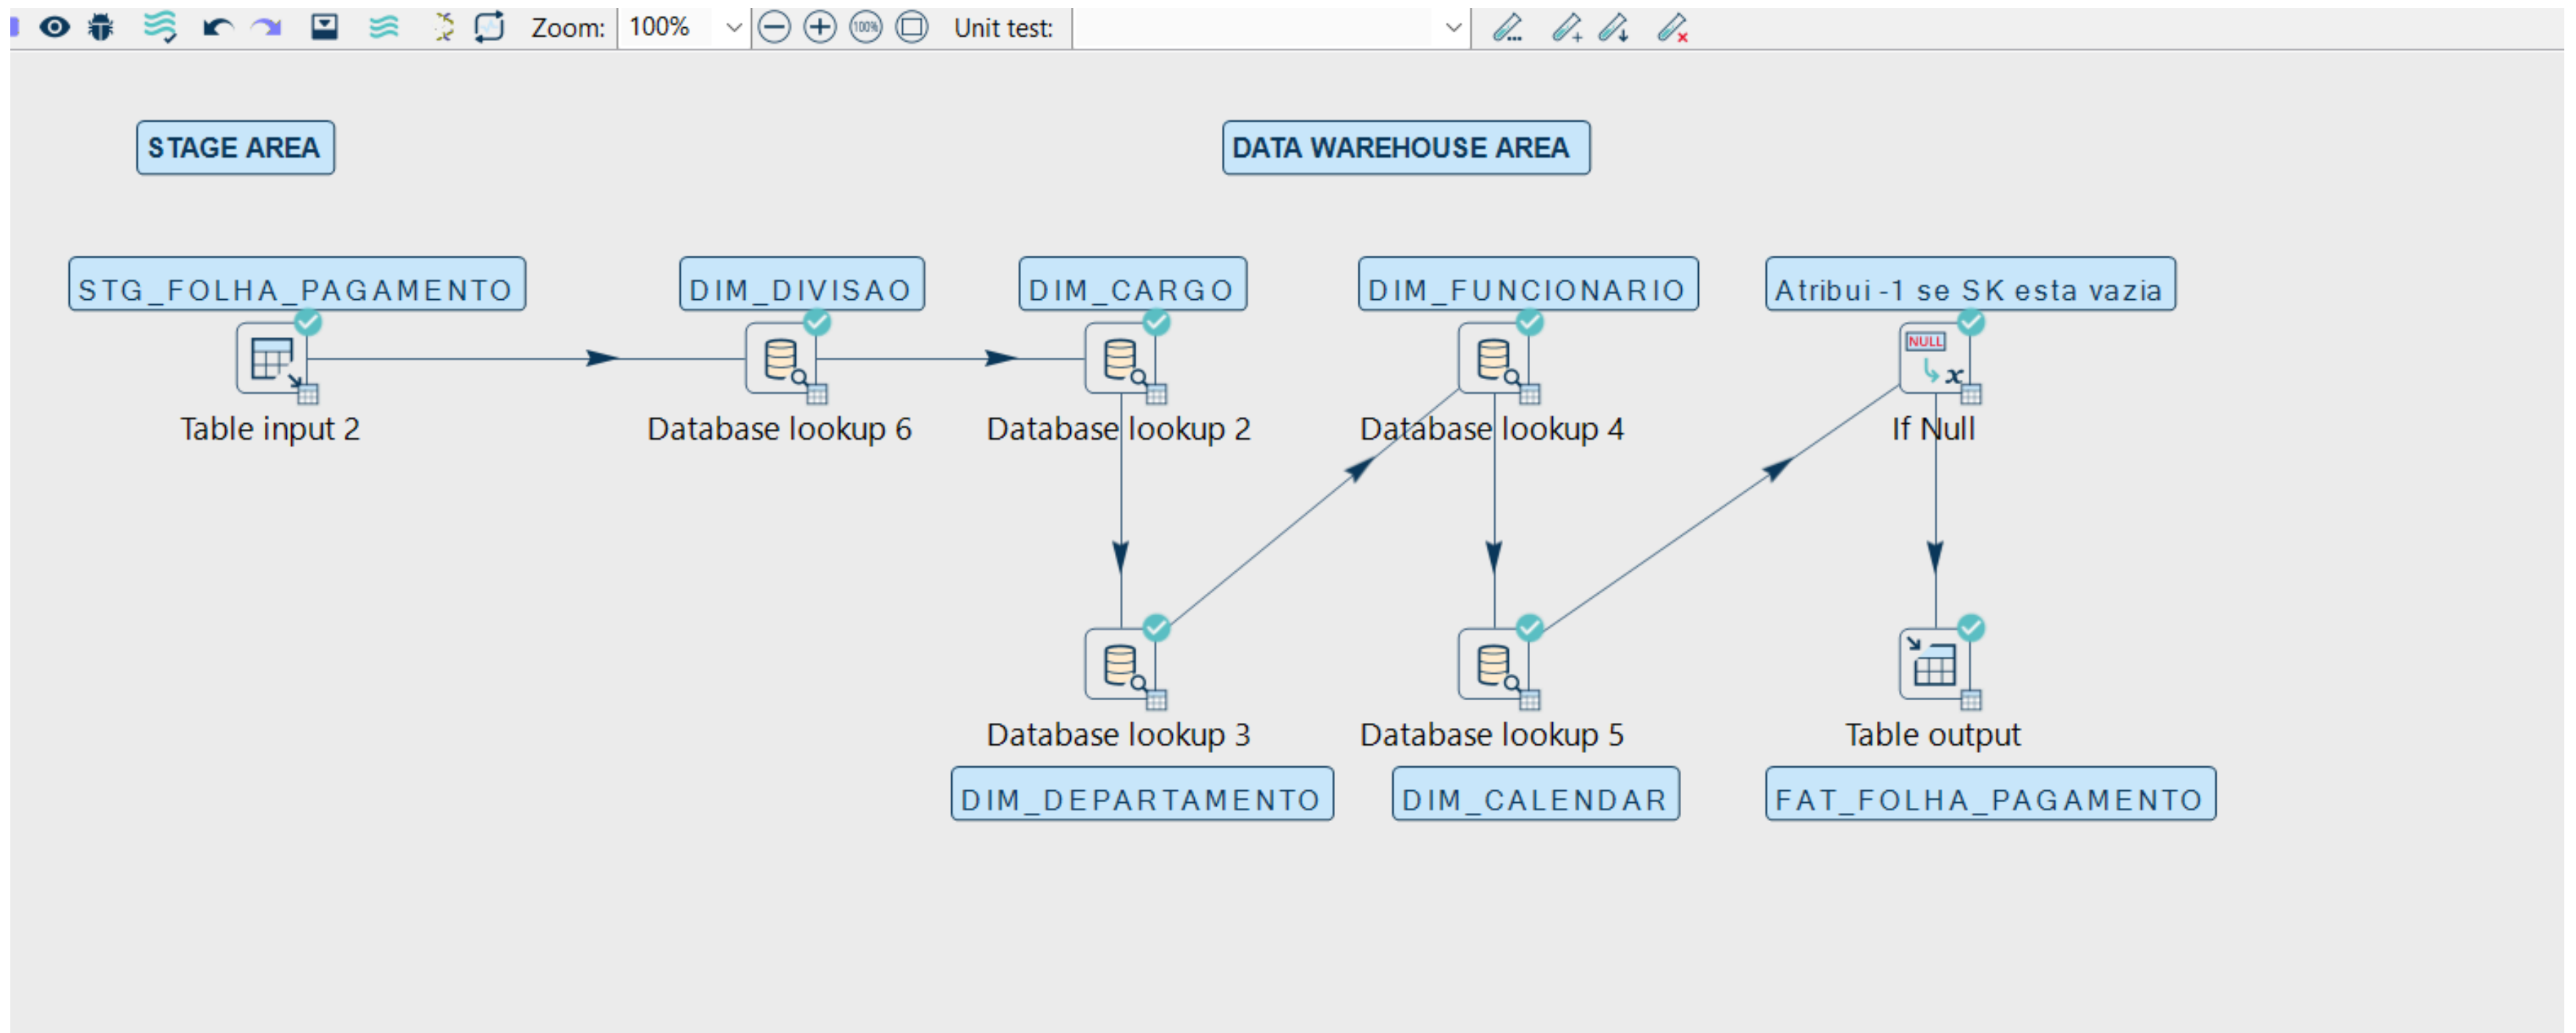 Zoom: 100% 100% Unit test:
STAGE AREA
DATA WAREHOUSE AREA
STG_FOLHA_PAGAMENTO
DIM_DIVISAO
DIM_CARGO
DIM_FUNCIONARIO
Atribui -1 se SK esta vazia
NULL
x
Table input 2
Database lookup 6
Database lookup 2
Database lookup 4
If Null
Database lookup 3
Database lookup 5
Table output
DIM_DEPARTAMENTO
DIM_CALENDAR
FAT_FOLHA_PAGAMENTO